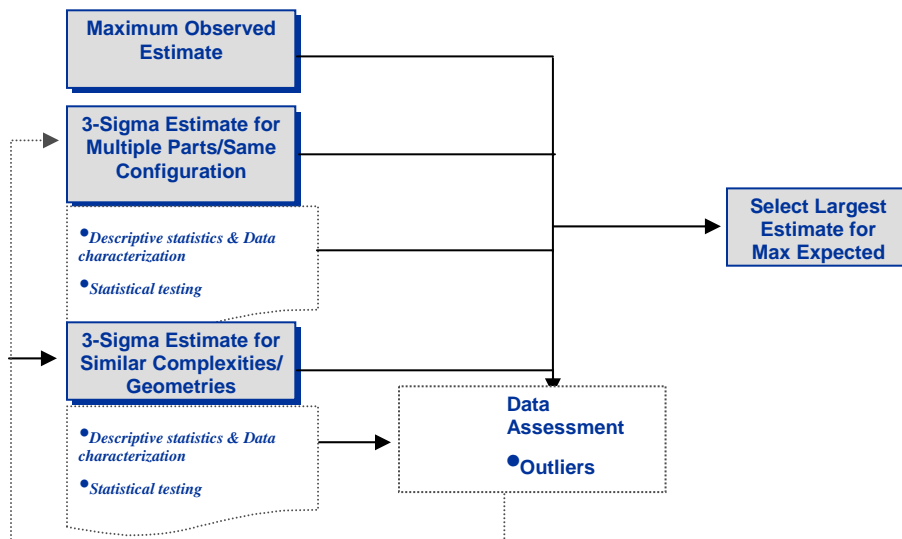 Maximum Observed
Estimate
3-Sigma Estimate for
Multiple Parts/Same
Configuration
•Descriptive statistics & Data
characterization
•Statistical testing
Select Largest
Estimate for
Max Expected
3-Sigma Estimate for
Similar Complexities/
Geometries
•Descriptive statistics & Data
characterization
•Statistical testing
Data
Assessment
•Outliers